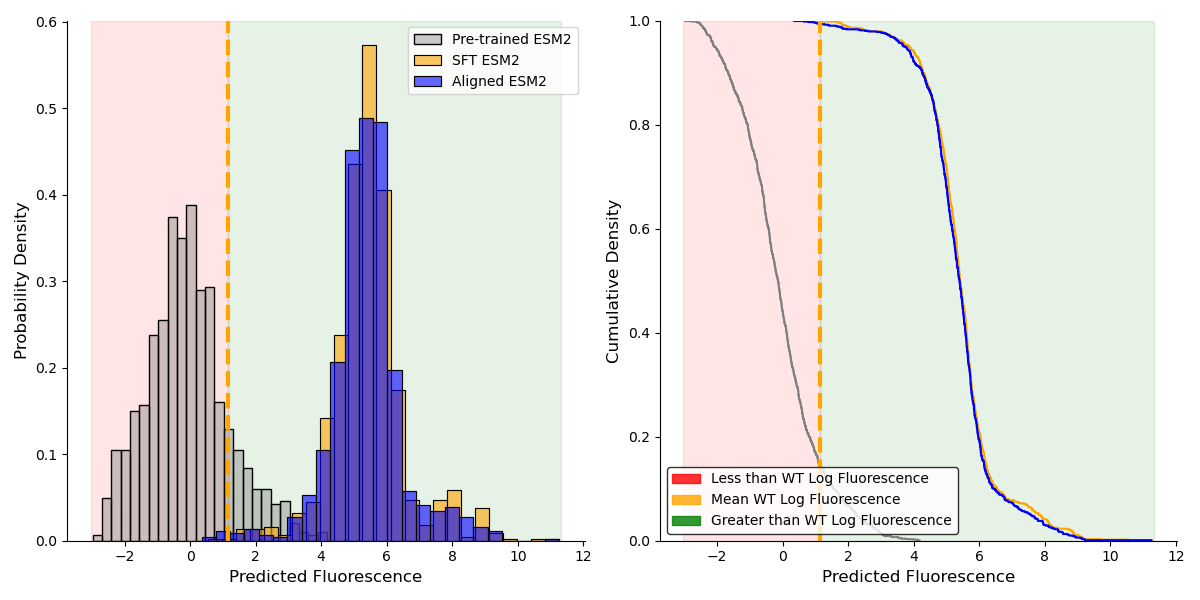 0.6
0.5
0.4
0.3
0.2
0.1
0.0
Probability Density
−2 0 2 4 6 8 10 12
Predicted Fluorescence
Pre-trained ESM2
SFT ESM2
Aligned ESM2
1.0
0.8
0.6
0.4
0.2
0.0
Cumulative Density
−2 0 2 4 6 8 10 12
Predicted Fluorescence
Less than WT Log Fluorescence
Mean WT Log Fluorescence
Greater than WT Log Fluorescence